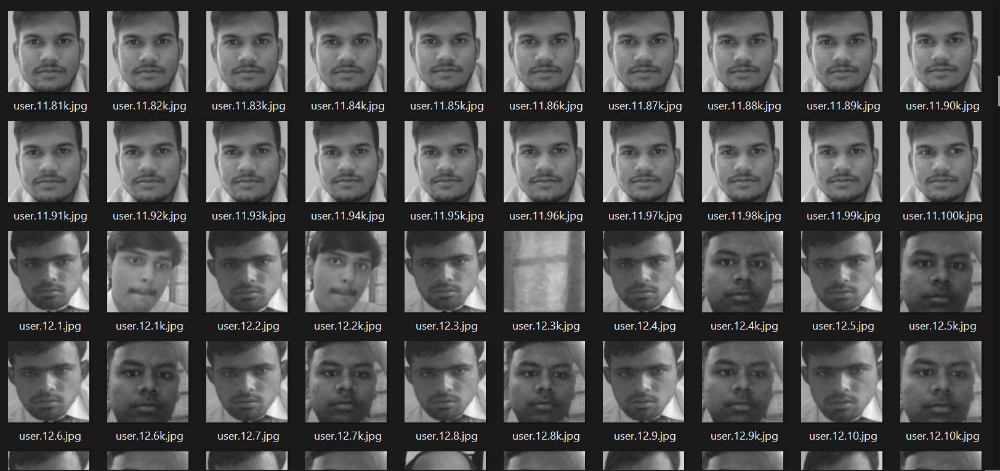 user.11.81k.jpg user.11.82k.jpg user.11.83k.jpg user.11.84k.jpg user.11.85k.jpg user.11.86k.jpg user.11.87k.jpg user.11.88k.jpg user.11.89k.jpg user.11.90k.jpg
user.11.91k.jpg user.11.92k.jpg user.11.93k.jpg user.11.94k.jpg user.11.95k.jpg user.11.96k.jpg user.11.97k.jpg user.11.98k.jpg user.11.99k.jpg user.11.100k.jpg
user.12.1.jpg user.12.1k.jpg user.12.2.jpg user.12.2k.jpg user.12.3.jpg user.12.3k.jpg user.12.4.jpg user.12.4k.jpg user.12.5.jpg user.12.5k.jpg
user.12.6.jpg user.12.6k.jpg user.12.7.jpg user.12.7k.jpg user.12.8.jpg user.12.8k.jpg user.12.9.jpg user.12.9k.jpg user.12.10.jpg user.12.10k.jpg